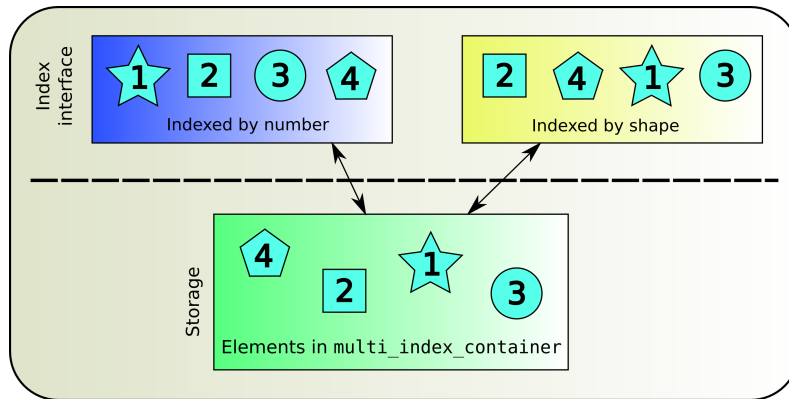 Index
interface
1 2 3 4
Indexed by number
2 4 1 3
Indexed by shape
Storage
4
2
1
3
Elements in multi_index_container